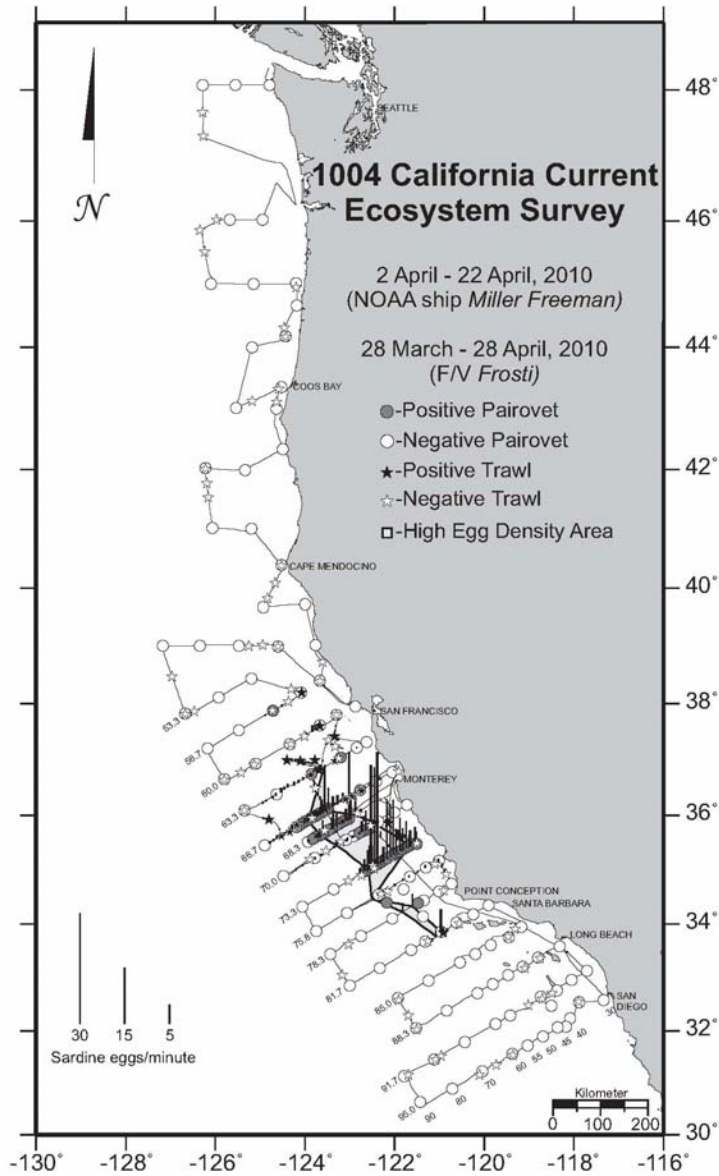 N
SEATTLE
1004 California Current
Ecosystem Survey
2 April - 22 April, 2010
(NOAA ship Miller Freeman)
28 March - 28 April, 2010
(F/V Frosti)
-Positive Pairovet
-Negative Pairovet
-Positive Trawl
-Negative Trawl
-High Egg Density Area
COOS BAY
CAPE MENDOCINO
SAN FRANCISCO
MONTEREY
POINT CONCEPTION
SANTA BARBARA
LONG BEACH
SAN
DIEGO
53.3
56.7
60.0
63.3
66.7
68.3
70.0
73.3
75.8
78.3
81.7
85.0
88.3
91.7
95.0
90
80
70
60
55
50
45
40
30
30
15
5
Sardine eggs/minute
Kilometer
0
100
200
48°
46°
44°
42°
40°
38°
36°
34°
32°
30°
-130°
-128°
-126°
-124°
-122°
-120°
-118°
-116°